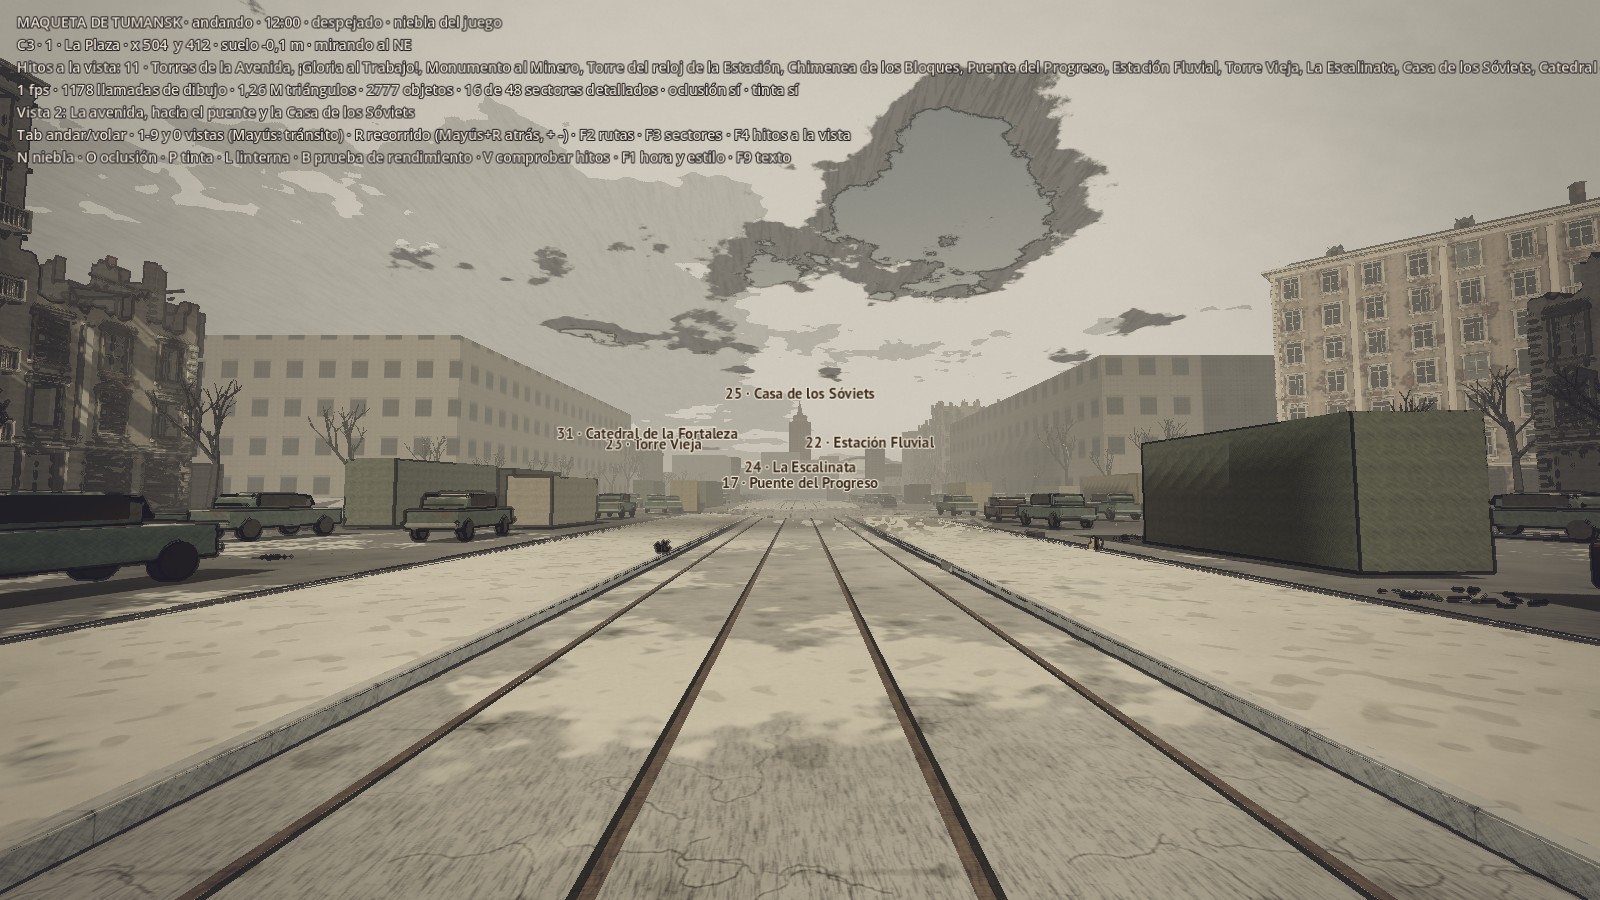 MAQUETA DE TUMANSK · andando · 12:00 · despejado · niebla del juego
C3 · 1 · La Plaza · x 504 y 412 · suelo -0,1 m · mirando al NE
Hitos a la vista: 11 · Torres de la Avenida, ¡Gloria al Trabajo!, Monumento al Minero, Torre del reloj de la Estación, Chimenea de los Bloques, Puente del Progreso, Estación Fluvial, Torre Vieja, La Escalinata, Casa de los Sóviets, Catedral
1 fps · 1178 llamadas de dibujo · 1,26 M triángulos · 2777 objetos · 16 de 48 sectores detallados · oclusión sí · tinta sí
Vista 2: La avenida, hacia el puente y la Casa de los Sóviets
Tab andar/volar · 1-9 y 0 vistas (Mayús: tránsito) · R recorrido (Mayús+R atrás, + -) · F2 rutas · F3 sectores · F4 hitos a la vista
N niebla · O oclusión · P tinta · L linterna · B prueba de rendimiento · V comprobar hitos · F1 hora y estilo · F9 texto
25 · Casa de los Sóviets
31 · Catedral de la Fortaleza
23 · Torre Vieja
22 · Estación Fluvial
24 · La Escalinata
17 · Puente del Progreso